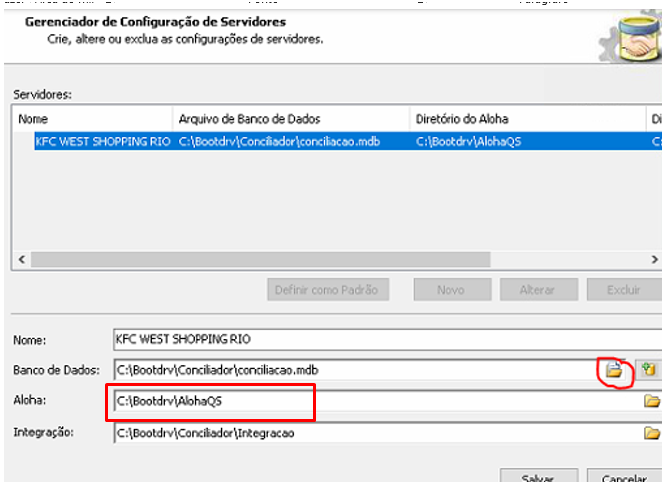 Gerenciador de Configuração de Servidores
Crie, altere ou exclua as configurações de servidores.
Servidores:
Nome Arquivo de Banco de Dados Diretório do Aloha Di
KFC WEST SHOPPING RIO C:\Bootdrv\Conciliador\conciliacao.mdb C:\Bootdrv\AlohaQS C:
Definir como Padrão Novo Alterar Excluir
Nome: KFC WEST SHOPPING RIO
Banco de Dados: C:\Bootdrv\Conciliador\conciliacao.mdb
Aloha: C:\Bootdrv\AlohaQS
Integração: C:\Bootdrv\Conciliador\Integracao
Salvar Cancelar